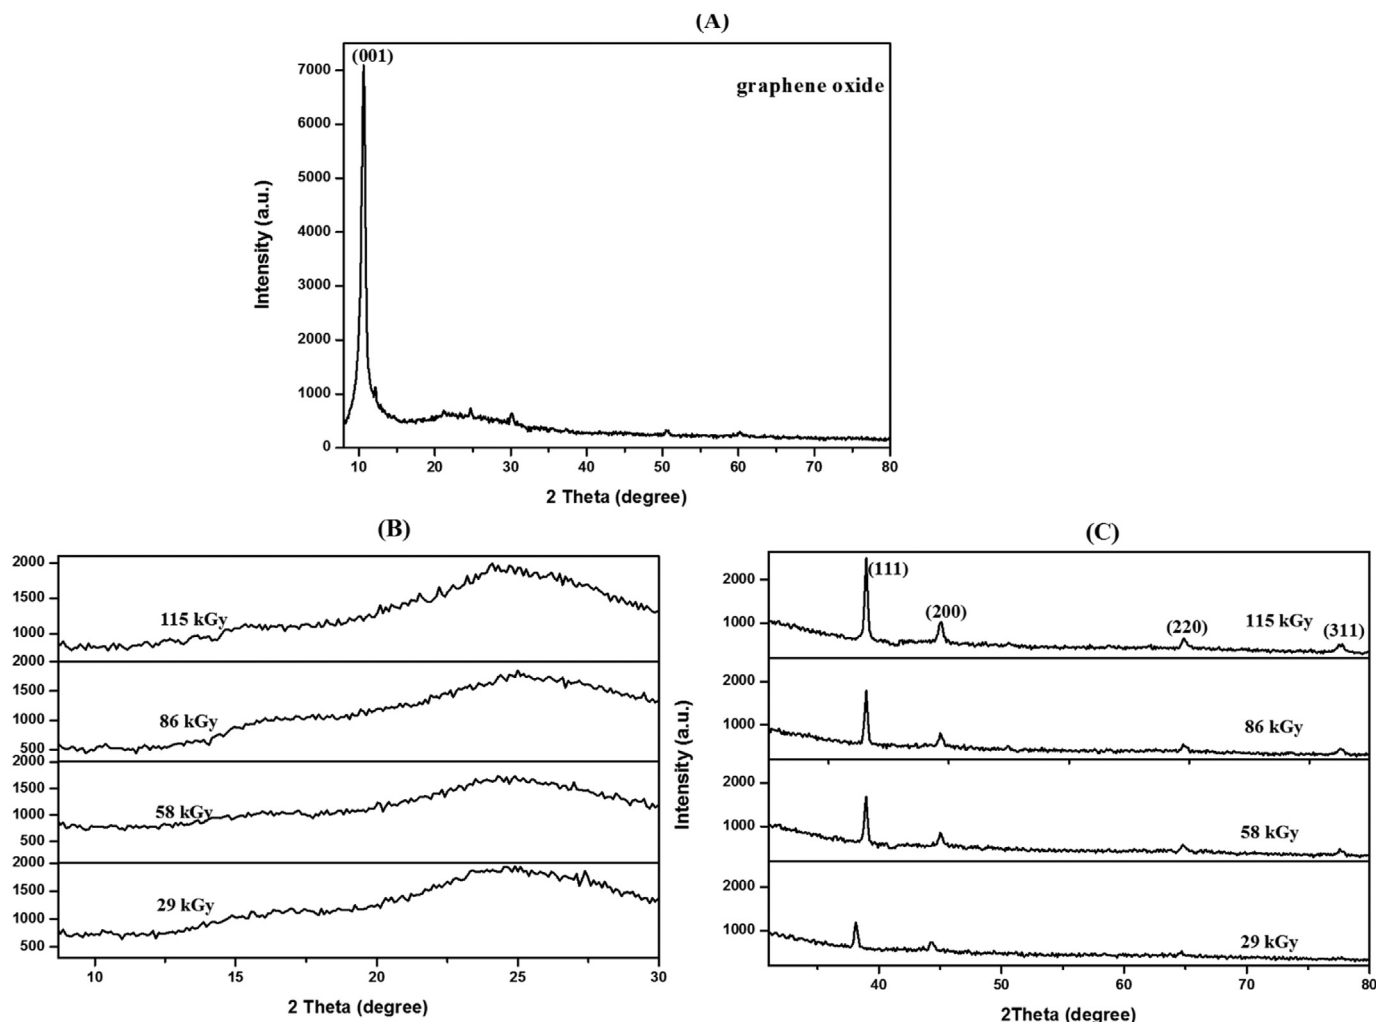 (A)
(001)
graphene oxide
7000
6000
5000
4000
3000
2000
1000
0
Intensity (a.u.)
10 20 30 40 50 60 70 80
2 Theta (degree)
(B)
2000
1500
1000
115 kGy
2000
1500
1000
500
86 kGy
2000
1500
1000
500
58 kGy
2000
1500
1000
500
29 kGy
10 15 20 25 30
2 Theta (degree)
(C)
Intensity (a.u.)
2000
1000
(111)
(200)
(220)
(311)
115 kGy
2000
1000
86 kGy
2000
1000
58 kGy
2000
1000
29 kGy
40 50 60 70 80
2Theta (degree)